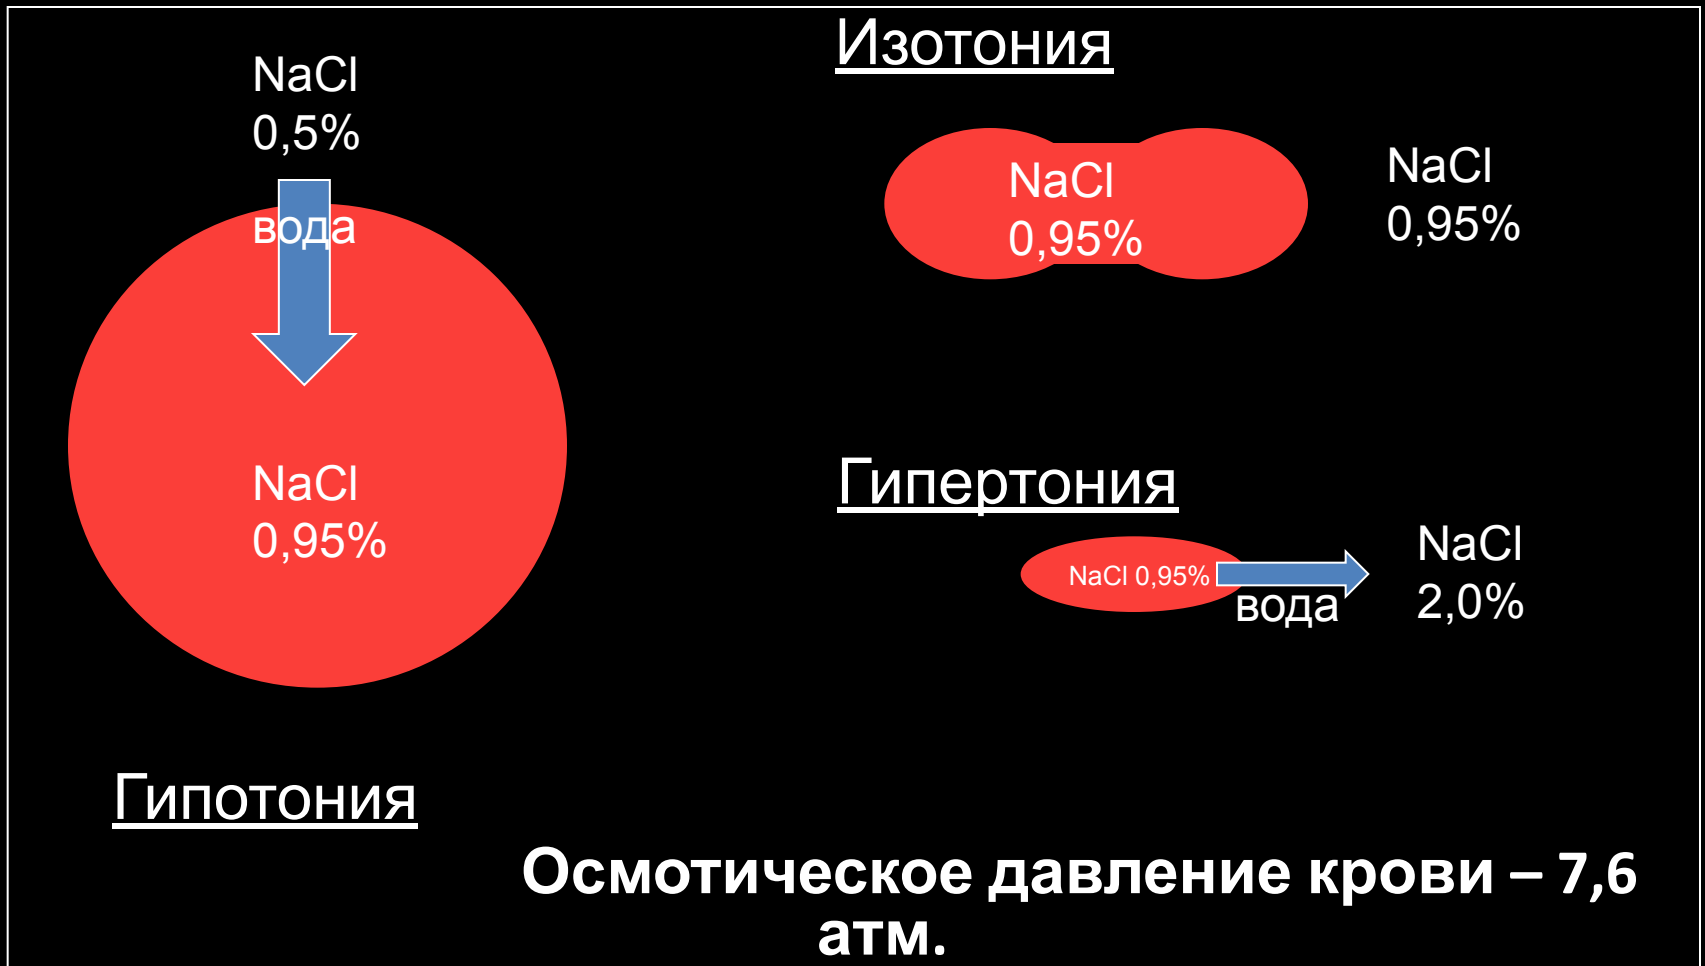 NaCl
0,5%
вода
NaCl
0,95%
Гипотония
Изотония
NaCl
0,95%
NaCl
0,95%
Гипертония
NaCl 0,95%
вода
NaCl
2,0%
Осмотическое давление крови – 7,6
атм.